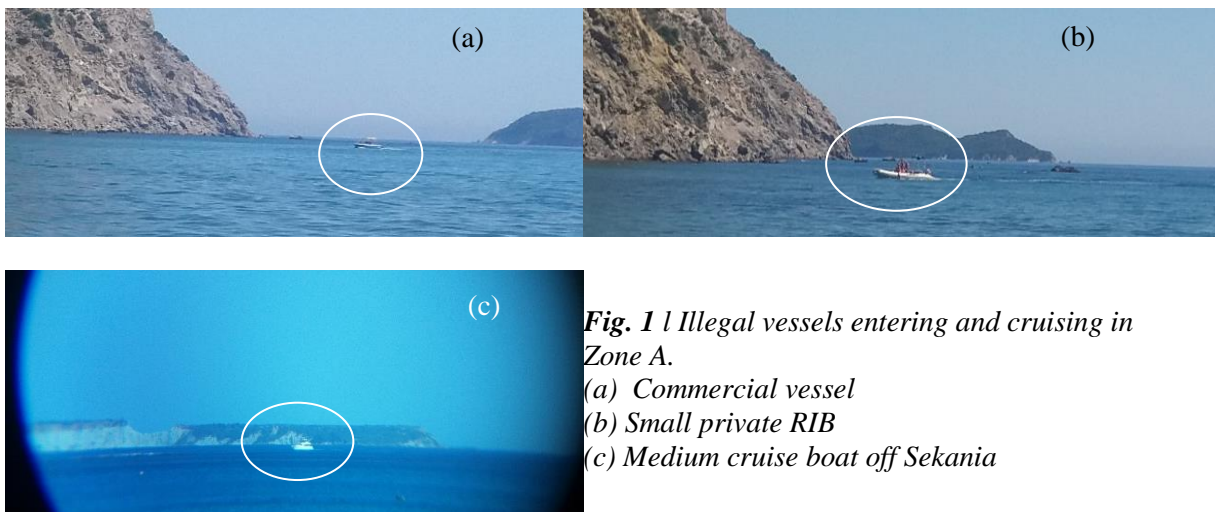 (a)
(b)
(c)
Fig. 1 l Illegal vessels entering and cruising in
Zone A.
(a) Commercial vessel
(b) Small private RIB
(c) Medium cruise boat off Sekania